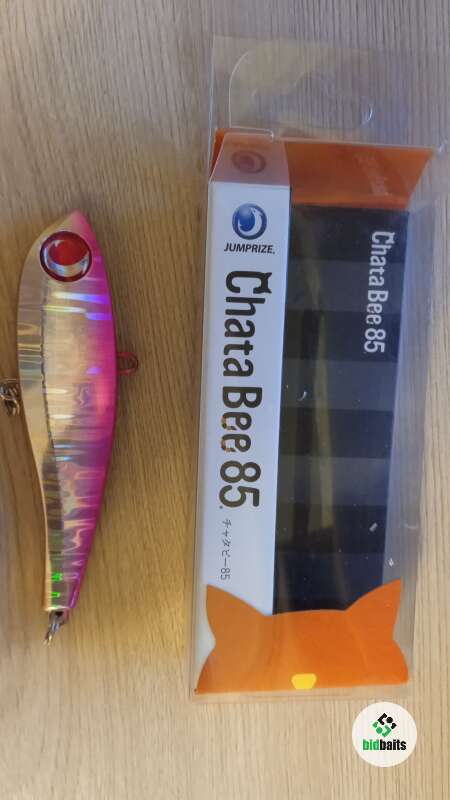 JUMPRIZE.
Chata Bee 85.
チャタビー85
Chata Bee 85
bidbaits